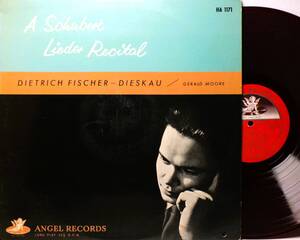 HA 1171
A Schubert
Lieder Recital
DIETRICH FISCHER-DIESKAU / GERALD MOORE
ANGEL RECORDS